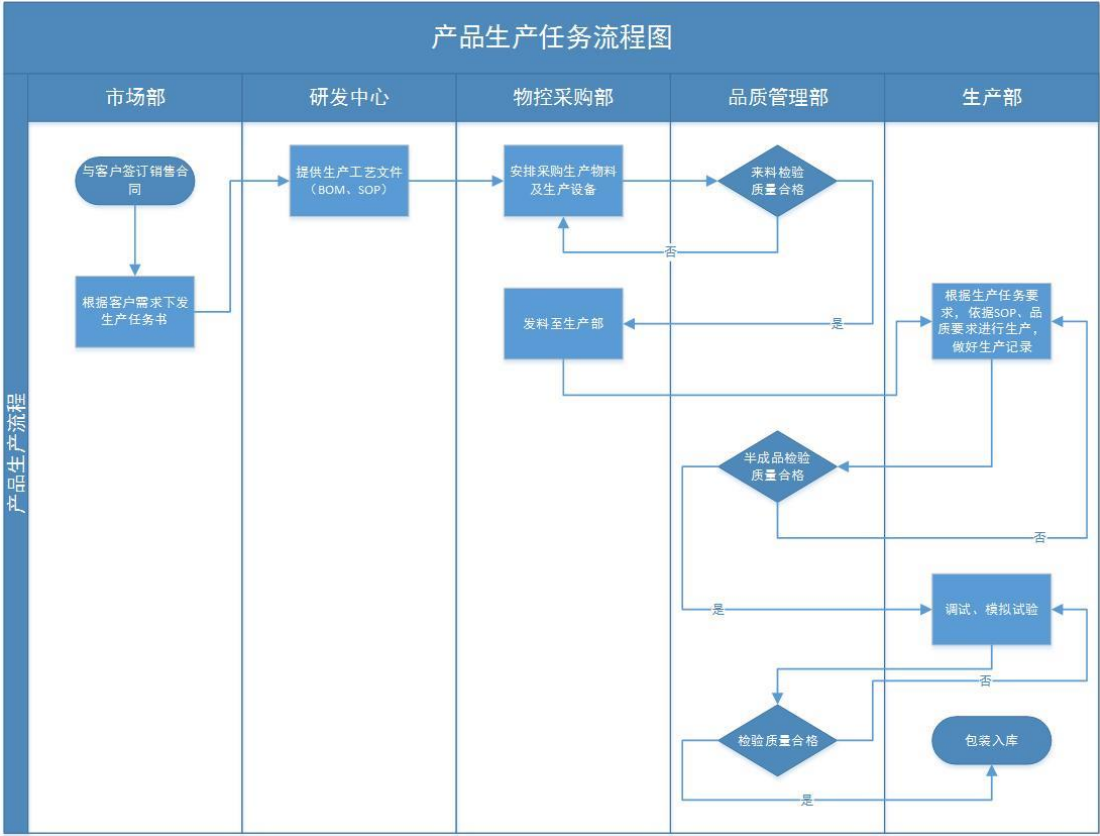 产品生产任务流程图
产品生产流程
市场部
研发中心
物控采购部
品质管理部
生产部
与客户签订销售合
同
根据客户需求下发
生产任务书
提供生产工艺文件
（BOM、SOP）
安排采购生产物料
及生产设备
来料检验
质量合格
否
是
发料至生产部
根据生产任务要
求，依据SOP、品
质要求进行生产，
做好生产记录
半成品检验
质量合格
否
是
调试、模拟试验
否
检验质量合格
是
包装入库